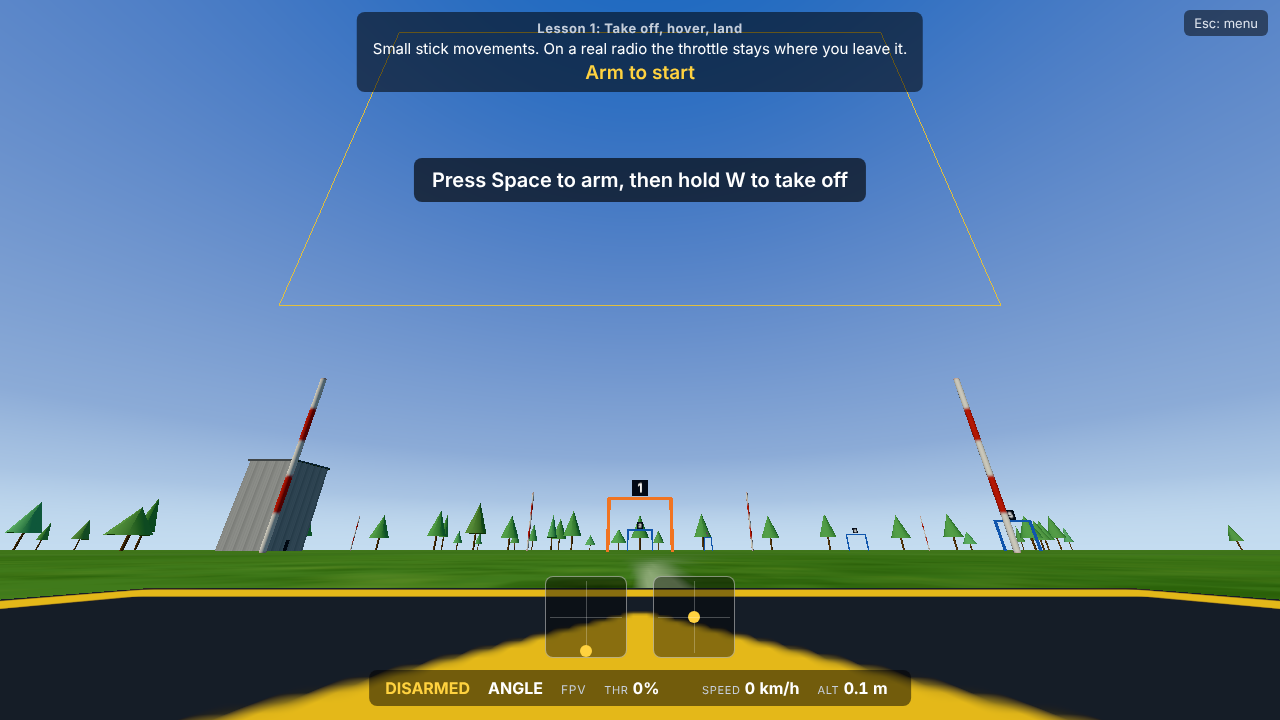 Lesson 1: Take off, hover, land
Esc: menu
Small stick movements. On a real radio the throttle stays where you leave it.
Arm to start
Press Space to arm, then hold W to take off
1
DISARMED ANGLE FPV THR 0% SPEED 0 km/h ALT 0.1 m